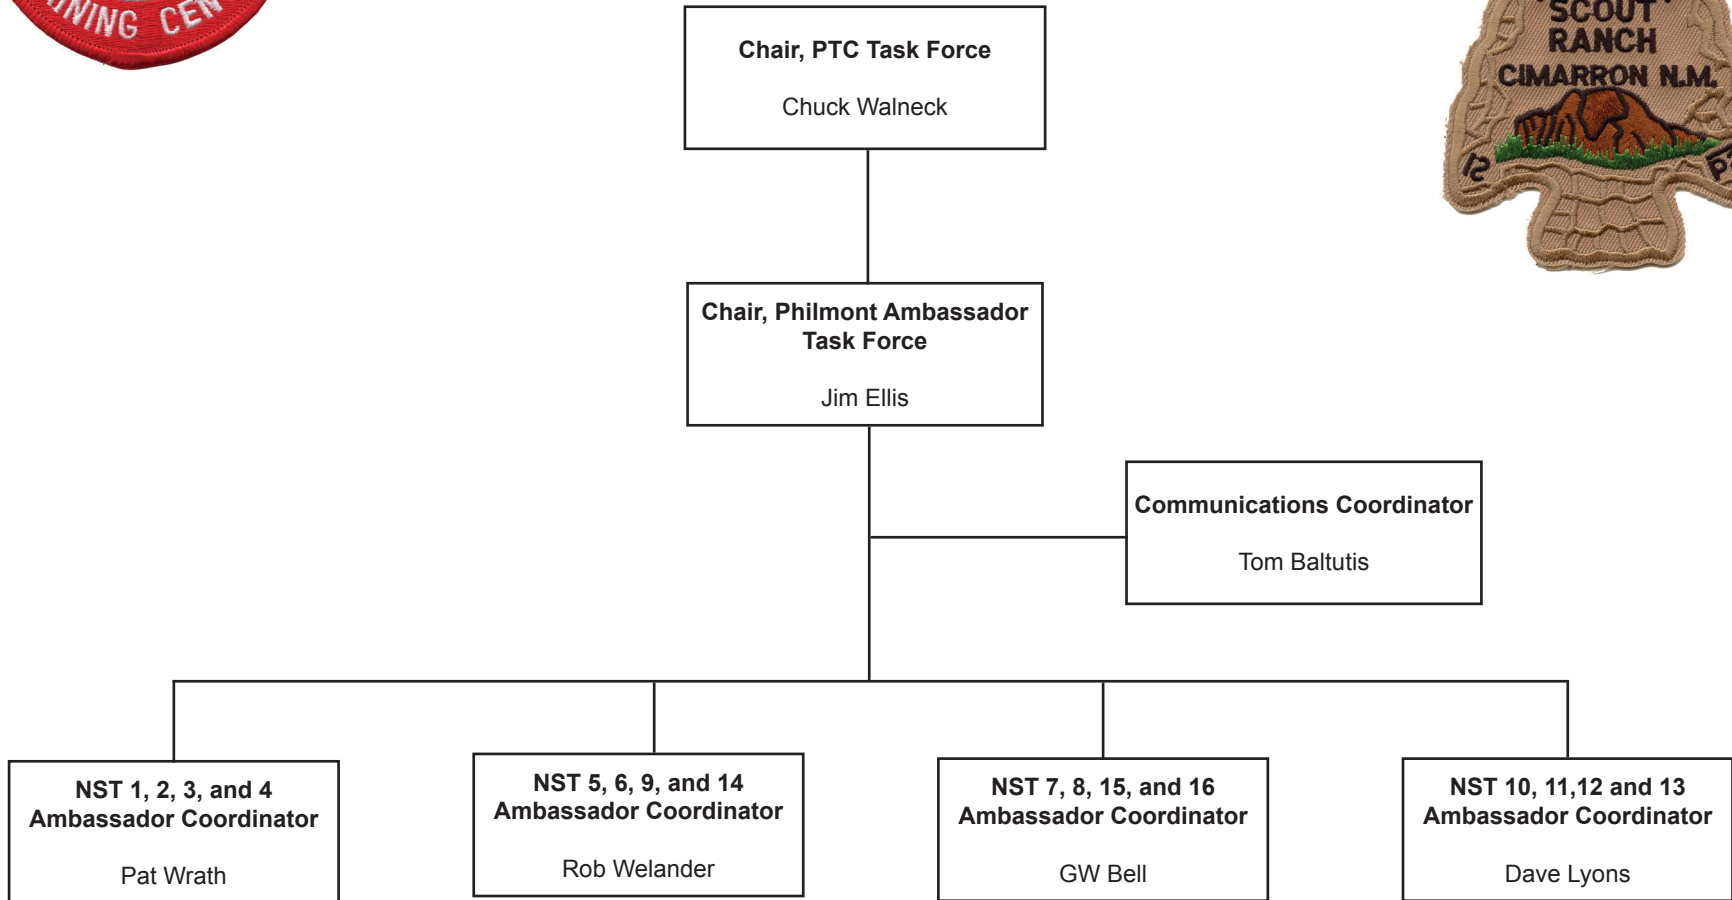 SCOUT
RANCH
CIMARRON N.M.
Chair, PTC Task Force
Chuck Walneck
Chair, Philmont Ambassador
Task Force
Jim Ellis
Communications Coordinator
Tom Baltutis
NST 1, 2, 3, and 4
Ambassador Coordinator
Pat Wrath
NST 5, 6, 9, and 14
Ambassador Coordinator
Rob Welander
NST 7, 8, 15, and 16
Ambassador Coordinator
GW Bell
NST 10, 11,12 and 13
Ambassador Coordinator
Dave Lyons